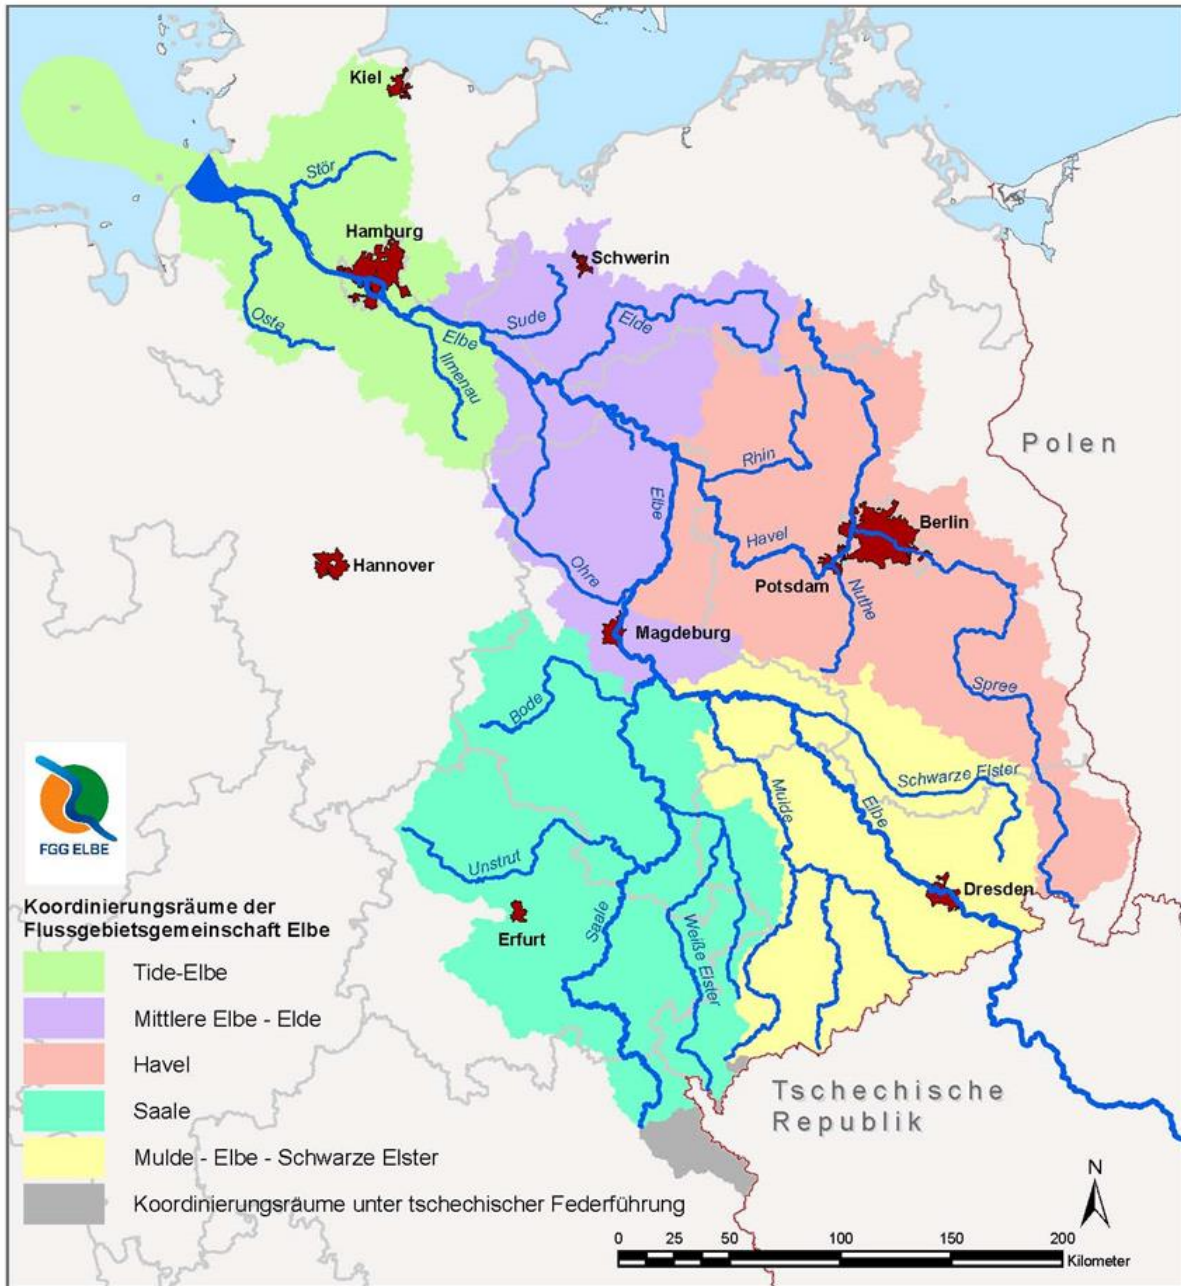 Kiel
Stör
Hamburg
Schwerin
Sude
Elde
Oste
Elbe
Ilmenau
Polen
Rhin
Elbe
Berlin
Havel
Hannover
Ohre
Potsdam
Nuthe
Magdeburg
Spree
Bode
Schwarze Elster
Mulde
Elbe
FGG ELBE
Unstrut
Dresden
Koordinierungsräume der
Flussgebietsgemeinschaft Elbe
Erfurt
Saale
Weiße Elster
Tide-Elbe
Mittlere Elbe - Elde
Havel
Tschechische
Republik
Saale
Mulde - Elbe - Schwarze Elster
Koordinierungsräume unter tschechischer Federführung
N
0 25 50 100 150 200
Kilometer